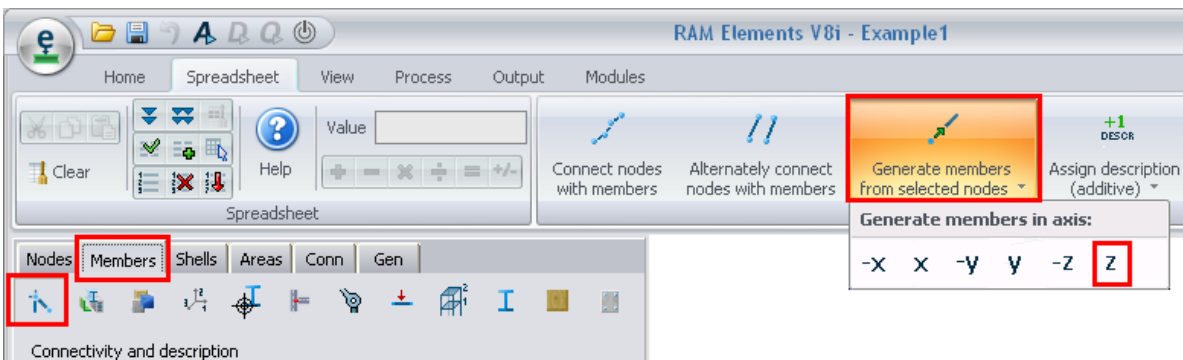 RAM Elements V8i - Example1
Home Spreadsheet View Process Output Modules
Clear
Help
Value
+/-
Spreadsheet
Connect nodes
with members
Alternately connect
nodes with members
Generate members
from selected nodes
+1
DESCR
Assign description
(additive)
Generate members in axis:
-x x -y y -z z
Nodes Members Shells Areas Conn Gen
Connectivity and description